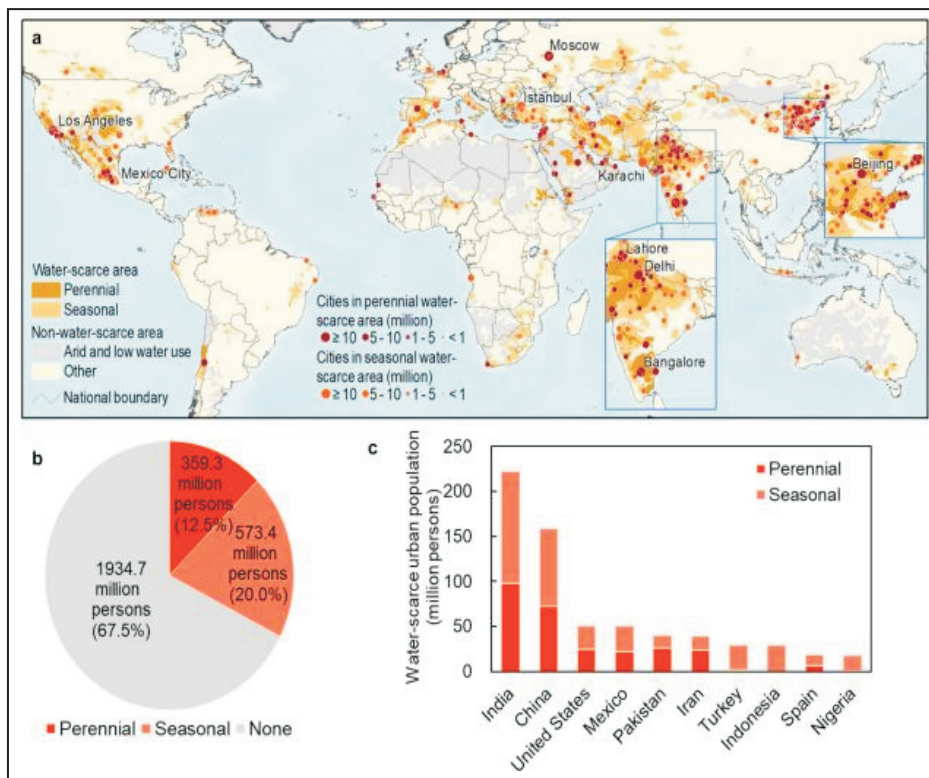 a
Moscow
Istanbul
Los Angeles
Mexico City
Karachi
Beijing
Lahore
Delhi
Bangalore
Water-scarce area
Perennial
Seasonal
Non-water-scarce area
Arid and low water use
Other
National boundary
Cities in perennial water-
scarce area (million)
≥ 10 5 - 10 1 - 5 < 1
Cities in seasonal water-
scarce area (million)
≥ 10 5 - 10 1 - 5 < 1
b
359.3
million
persons
(12.5%)
573.4
million
persons
(20.0%)
1934.7
million
persons
(67.5%)
Perennial Seasonal None
c
Water-scarce urban population
(million persons)
250
200
150
100
50
0
Perennial
Seasonal
India
China
United States
Mexico
Pakistan
Iran
Turkey
Indonesia
Spain
Nigeria